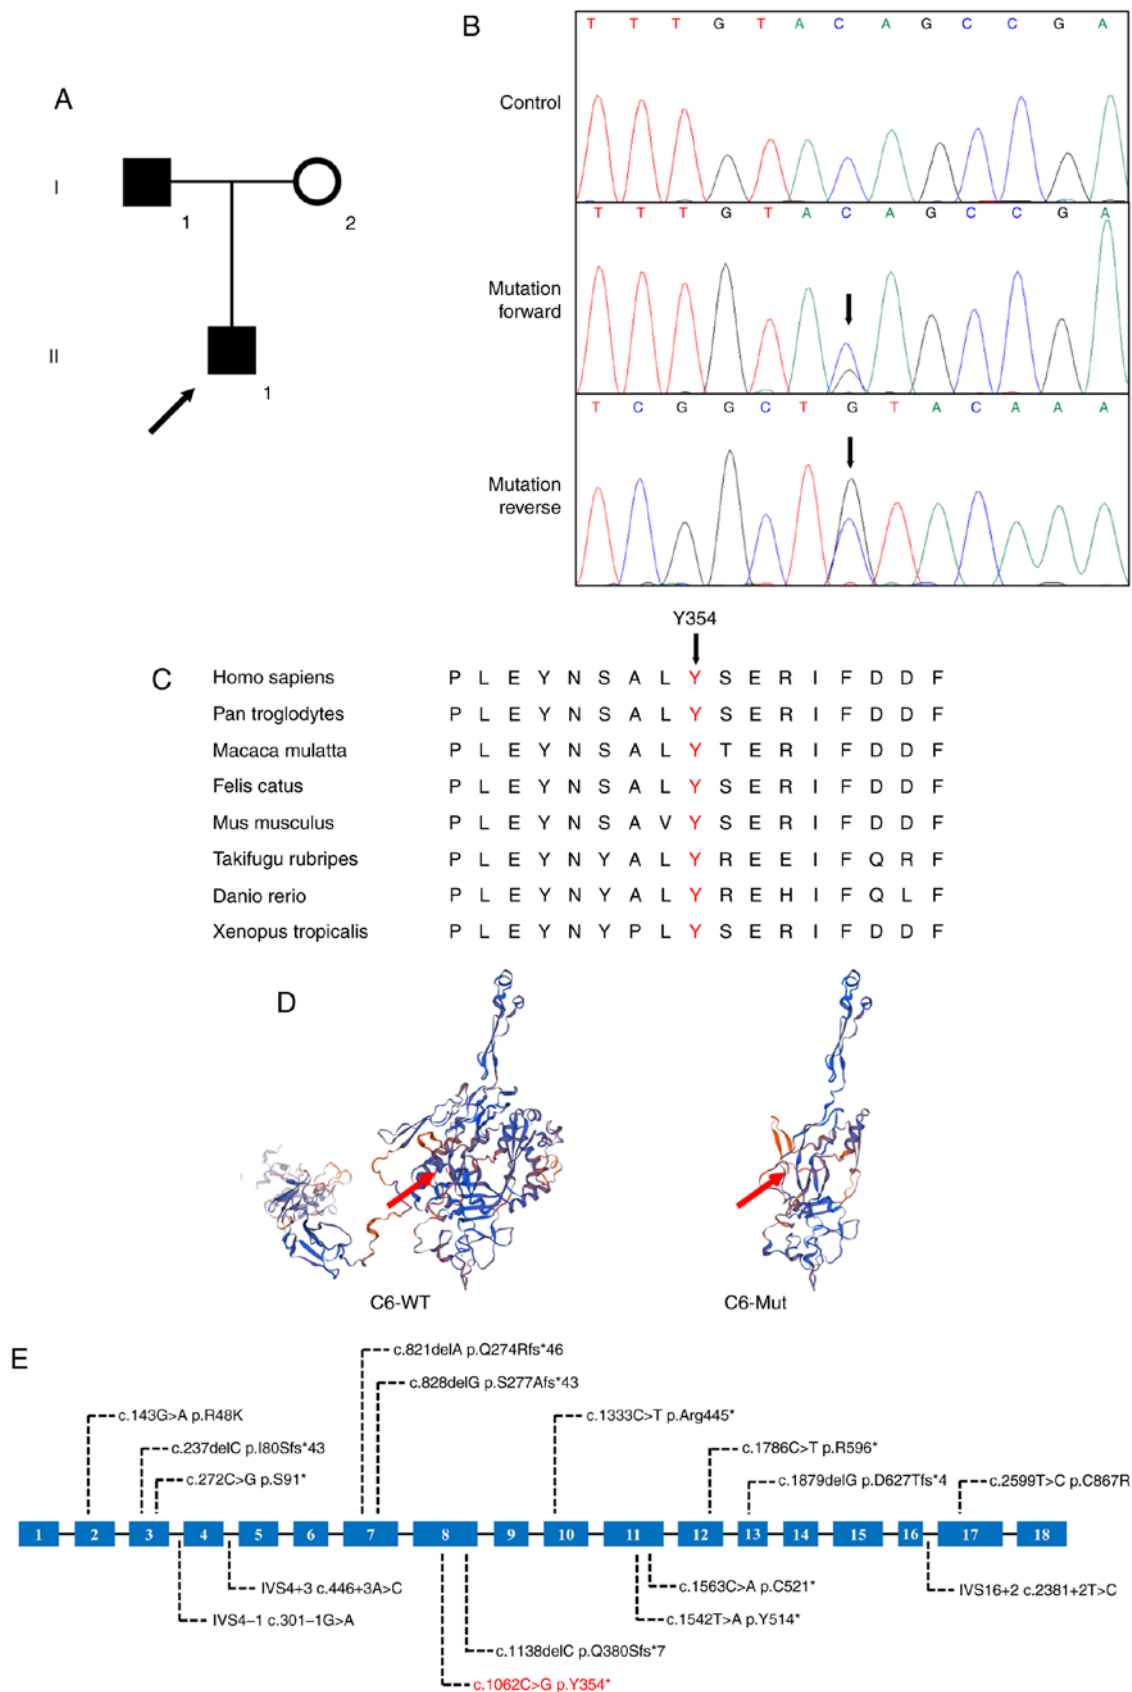 A
I
1
2
II
1
B
T T T G T A C A G C C G A
Control
T T T G T A C A G C C G A
Mutation
forward
T C G G C T G T A C A A A
Mutation
reverse
Y354
C
Homo sapiens P L E Y N S A L Y S E R I F D D F
Pan troglodytes P L E Y N S A L Y S E R I F D D F
Macaca mulatta P L E Y N S A L Y T E R I F D D F
Felis catus P L E Y N S A L Y S E R I F D D F
Mus musculus P L E Y N S A V Y S E R I F D D F
Takifugu rubripes P L E Y N Y A L Y R E E I F Q R F
Danio rerio P L E Y N Y A L Y R E H I F Q L F
Xenopus tropicalis P L E Y N Y P L Y S E R I F D D F
D
C6-WT
C6-Mut
E
c.821delA p.Q274Rfs*46
c.828delG p.S277Afs*43
c.143G>A p.R48K
c.1333C>T p.Arg445*
c.237delC p.I80Sfs*43
c.1786C>T p.R596*
c.272C>G p.S91*
c.1879delG p.D627Tfs*4
c.2599T>C p.C867R
1 2 3 4 5 6 7 8 9 10 11 12 13 14 15 16 17 18
IVS4+3 c.446+3A>C
c.1563C>A p.C521*
IVS16+2 c.2381+2T>C
IVS4−1 c.301−1G>A
c.1542T>A p.Y514*
c.1138delC p.Q380Sfs*7
c.1062C>G p.Y354*